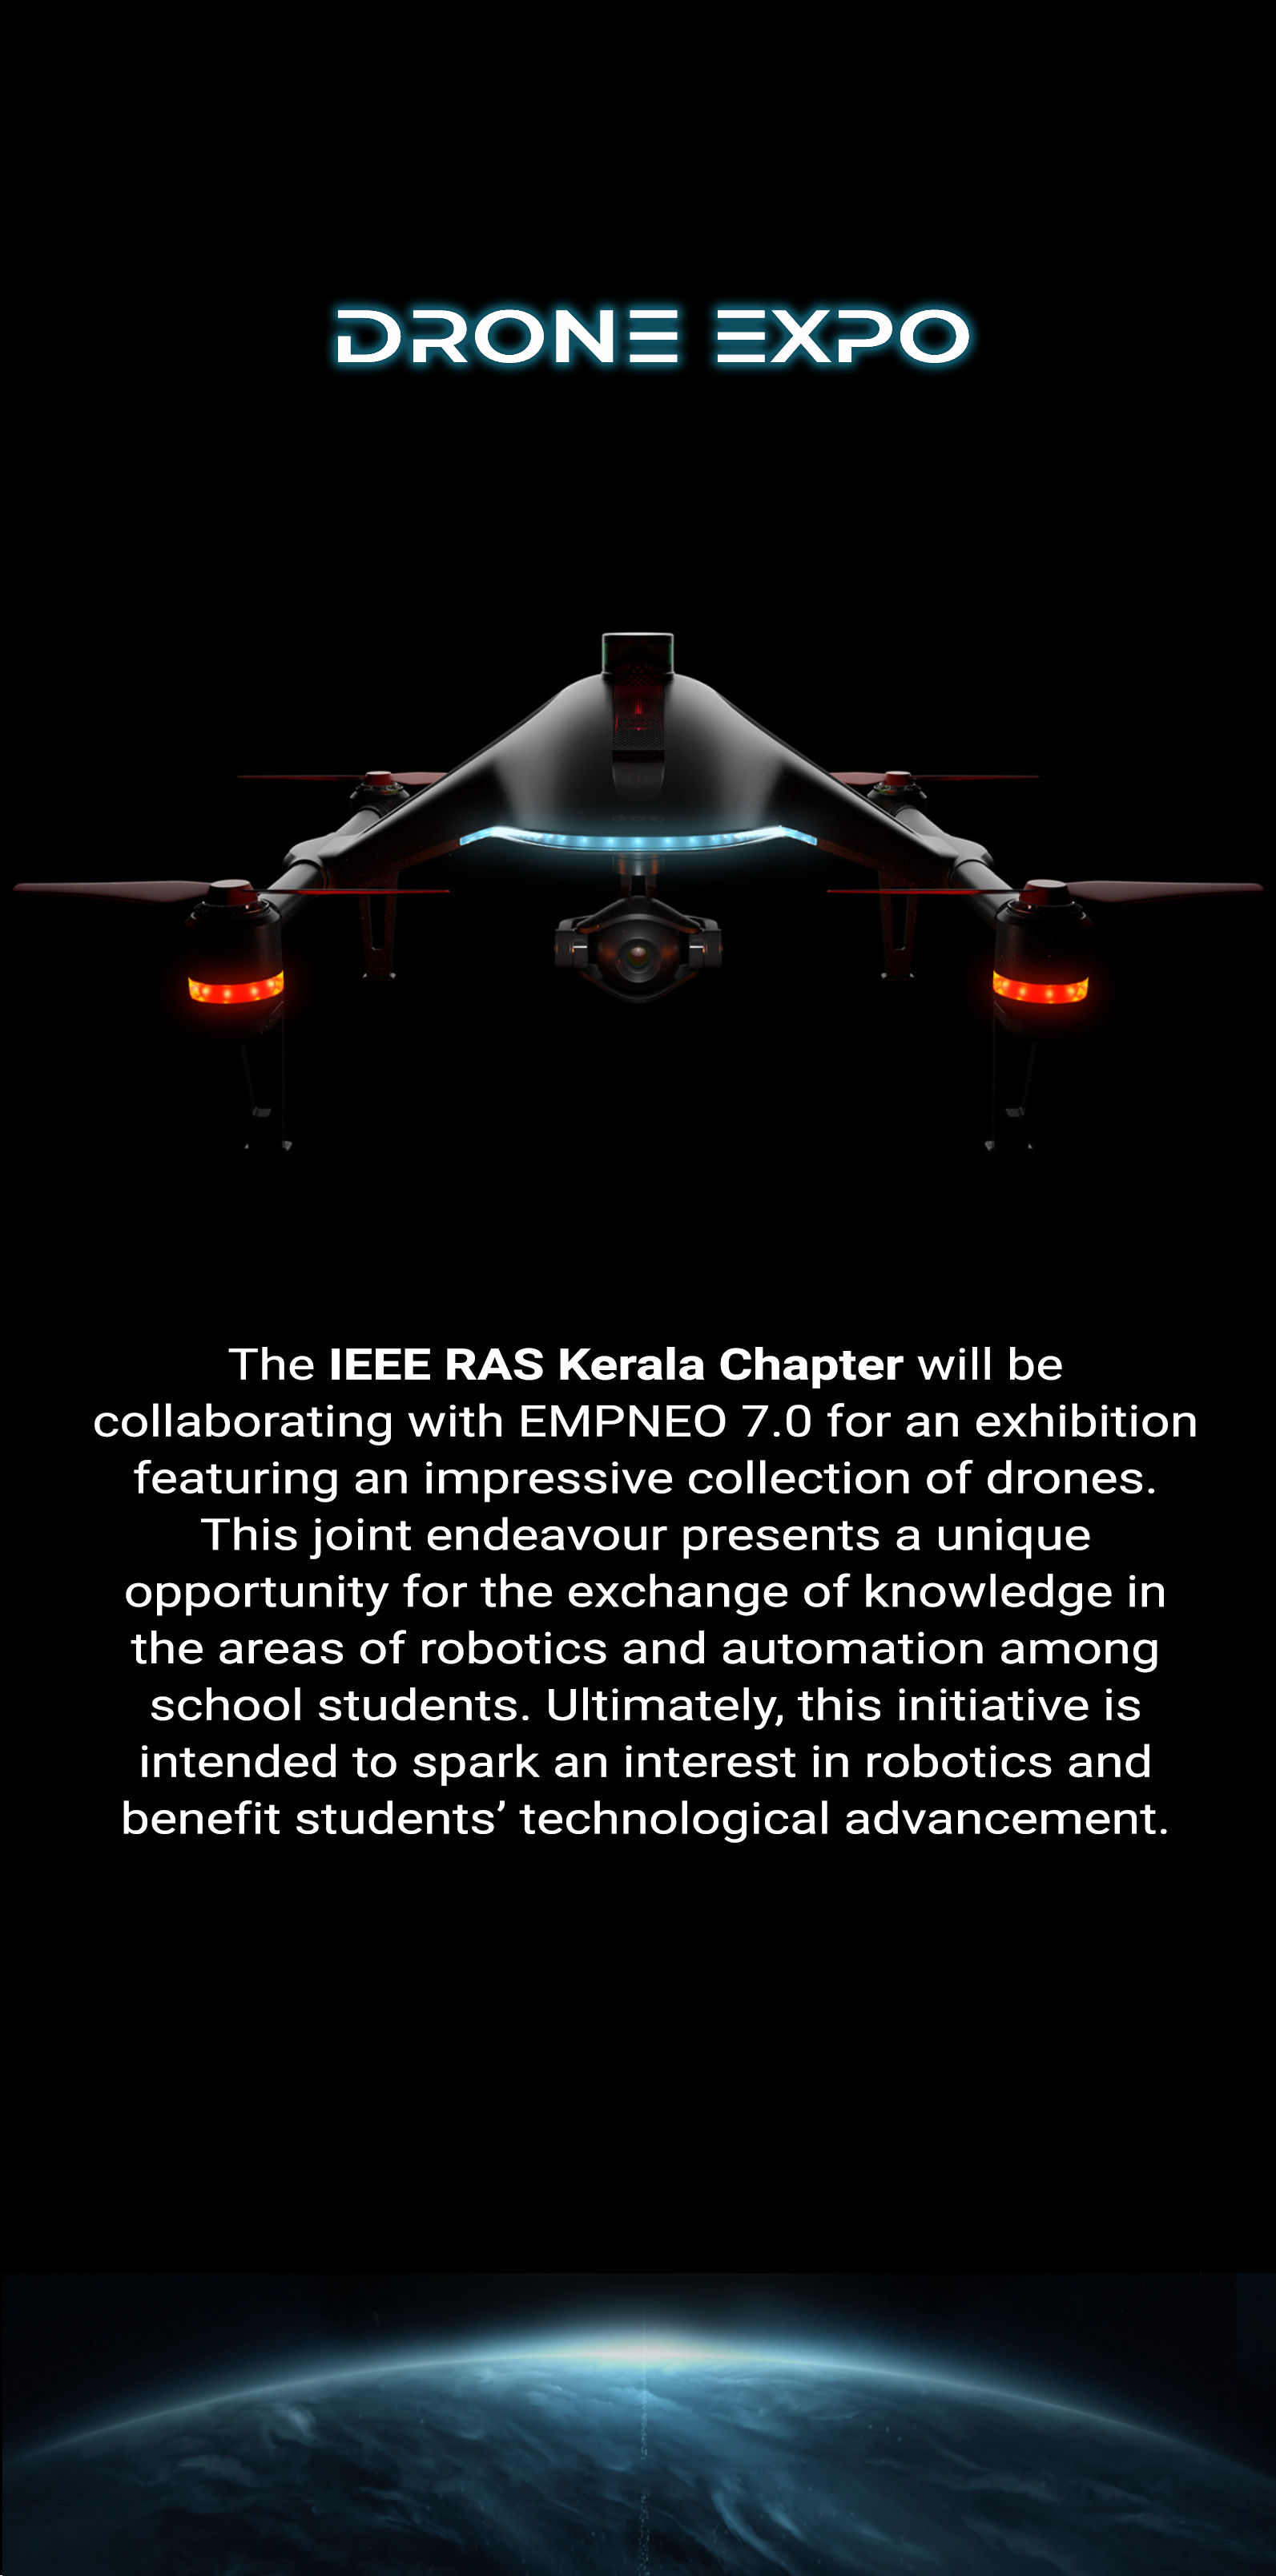 DRONE EXPO
drono
The IEEE RAS Kerala Chapter will be
collaborating with EMPNEO 7.0 for an exhibition
featuring an impressive collection of drones.
This joint endeavour presents a unique
opportunity for the exchange of knowledge in
the areas of robotics and automation among
school students. Ultimately, this initiative is
intended to spark an interest in robotics and
benefit students’ technological advancement.